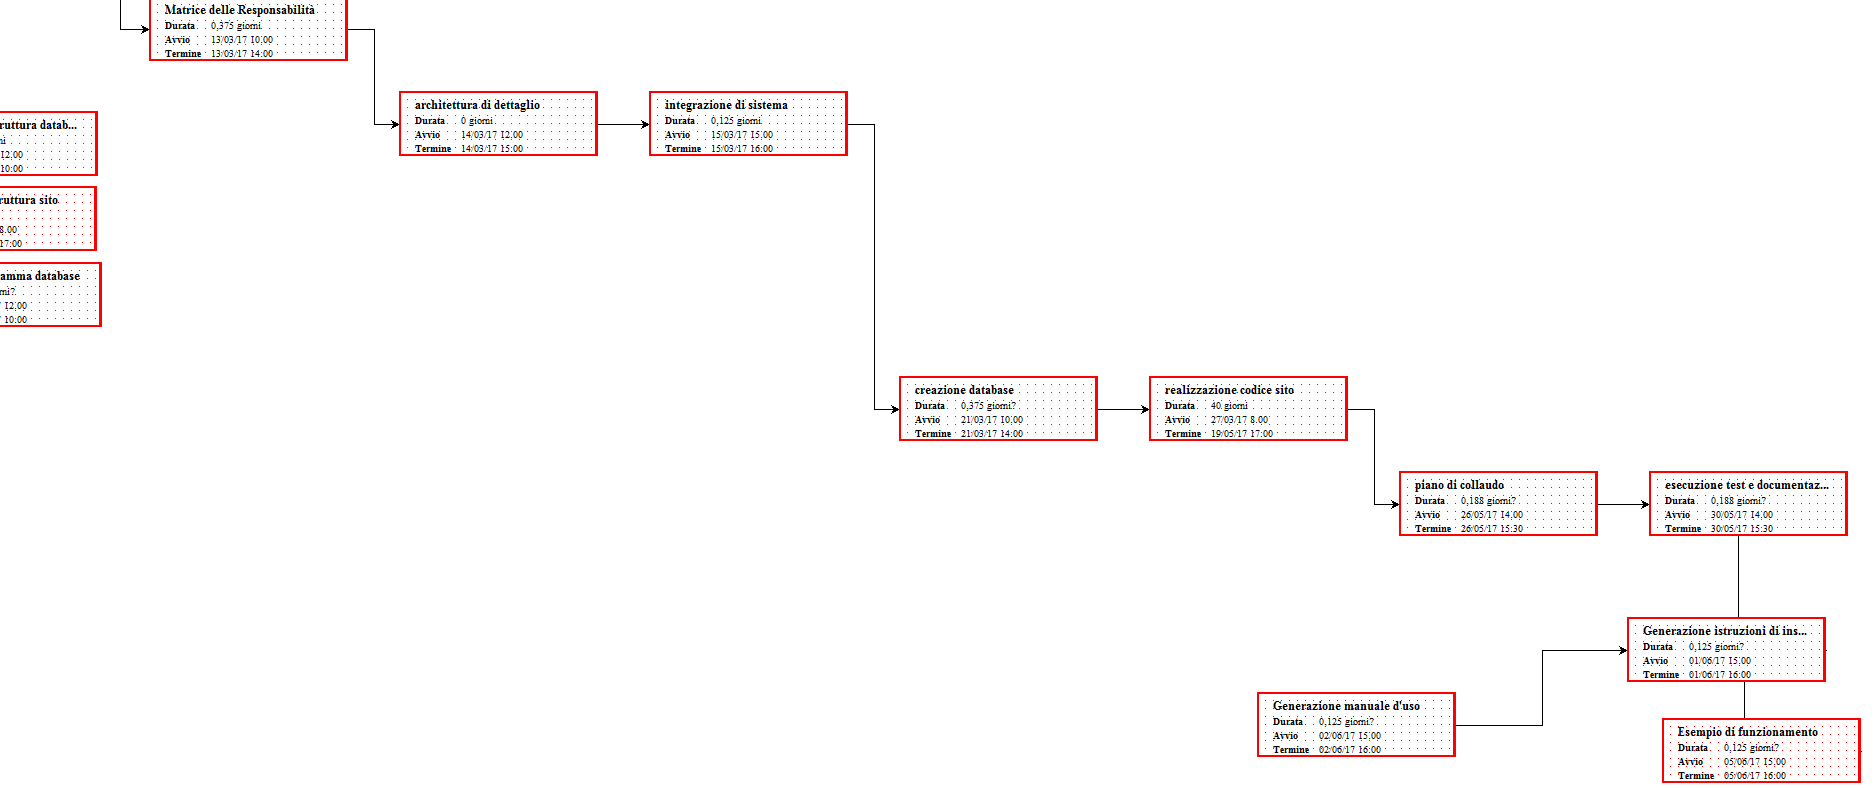 Matrice delle Responsabilità
Durata 0,375 giorni
Avvio 13/03/17 10.00
Termine 13/03/17 14:00
architettura di dettaglio
Durata 0 giorni
Avvio 14/03/17 12.00
Termine 14/03/17 15:00
integrazione di sistema
Durata 0,125 giorni
Avvio 15/03/17 15.00
Termine 15/03/17 16:00
ruttura datab...
ni
12.00
10:00
ruttura sito
8.00
17:00
amma database
rni?
12.00
10:00
creazione database
Durata 0,375 giorni?
Avvio 21/03/17 10.00
Termine 21/03/17 14:00
realizzazione codice sito
Durata 40 giorni
Avvio 27/03/17 8.00
Termine 19/05/17 17:00
piano di collaudo
Durata 0,188 giorni?
Avvio 26/05/17 14.00
Termine 26/05/17 15:30
esecuzione test e documentaz...
Durata 0,188 giorni?
Avvio 30/05/17 14.00
Termine 30/05/17 15:30
Generazione istruzioni di ins...
Durata 0,125 giorni?
Avvio 01/06/17 15.00
Termine 01/06/17 16:00
Generazione manuale d'uso
Durata 0,125 giorni?
Avvio 02/06/17 15.00
Termine 02/06/17 16:00
Esempio di funzionamento
Durata 0,125 giorni?
Avvio 05/06/17 15.00
Termine 05/06/17 16:00